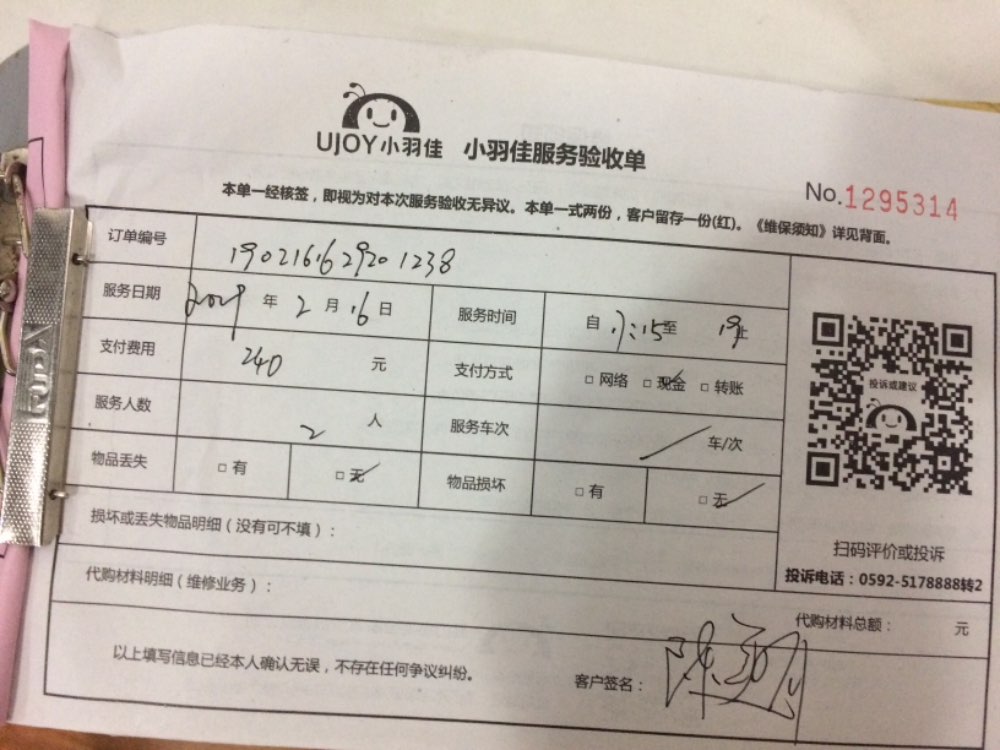 UJOY小羽佳 小羽佳服务验收单
No.1295314
本单一经核签，即视为对本次服务验收无异议。本单一式两份，客户留存一份(红)。《维保须知》详见背面。
订单编号 190216162920 1238
服务日期 2019 年 2 月 16 日 服务时间 自 17:15 至 19 止
支付费用 240 元 支付方式 □ 网络 □ 现金 □ 转账
服务人数 2 人 服务车次 / 车/次
物品丢失 □ 有 □ 无 物品损坏 □ 有 □ 无
投诉或建议
损坏或丢失物品明细（没有可不填）：
扫码评价或投诉
投诉电话：0592-5178888转2
代购材料明细（维修业务）：
代购材料总额： 元
以上填写信息已经本人确认无误，不存在任何争议纠纷。
客户签名：